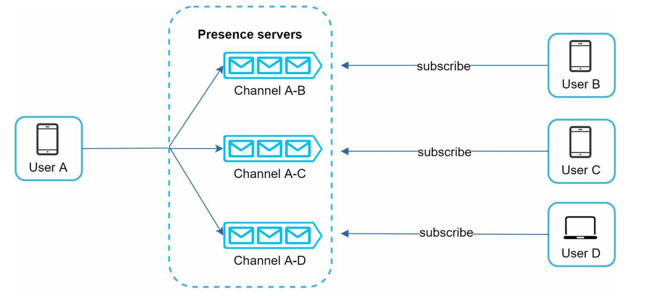 Presence servers
Channel A-B
subscribe
User B
User A
Channel A-C
subscribe
User C
Channel A-D
subscribe
User D